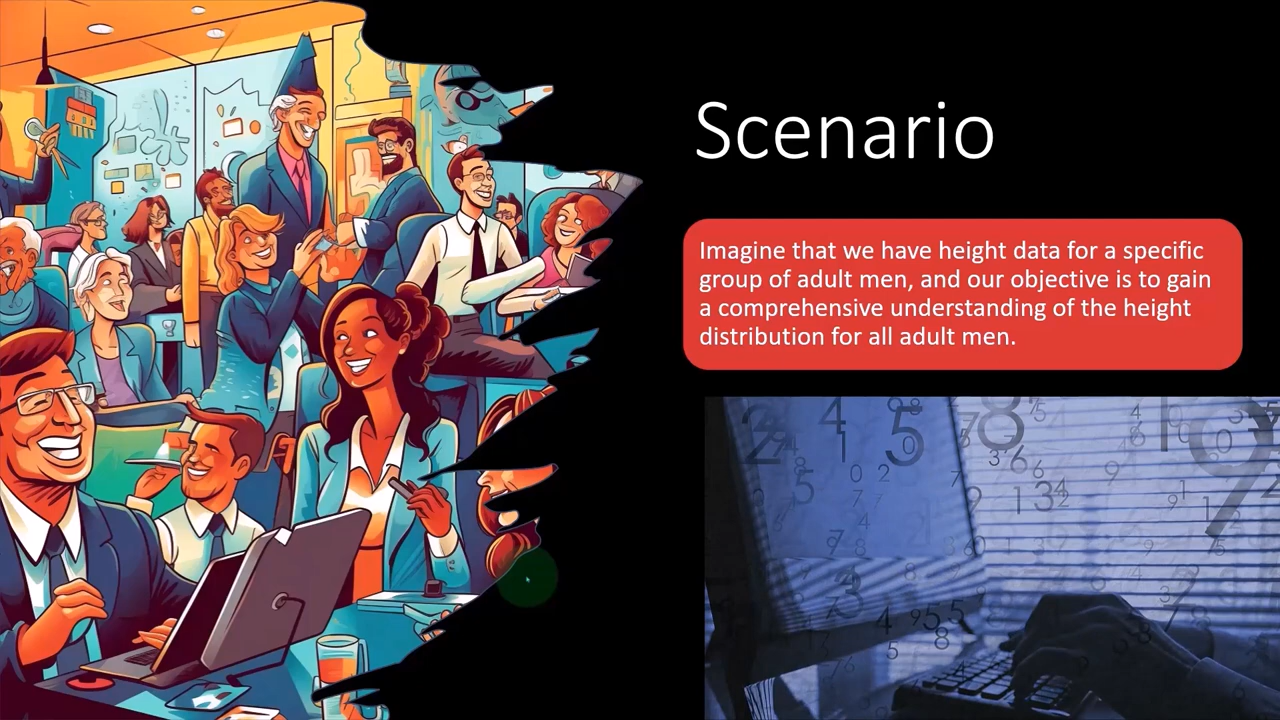 Scenario
Imagine that we have height data for a specific
group of adult men, and our objective is to gain
a comprehensive understanding of the height
distribution for all adult men.